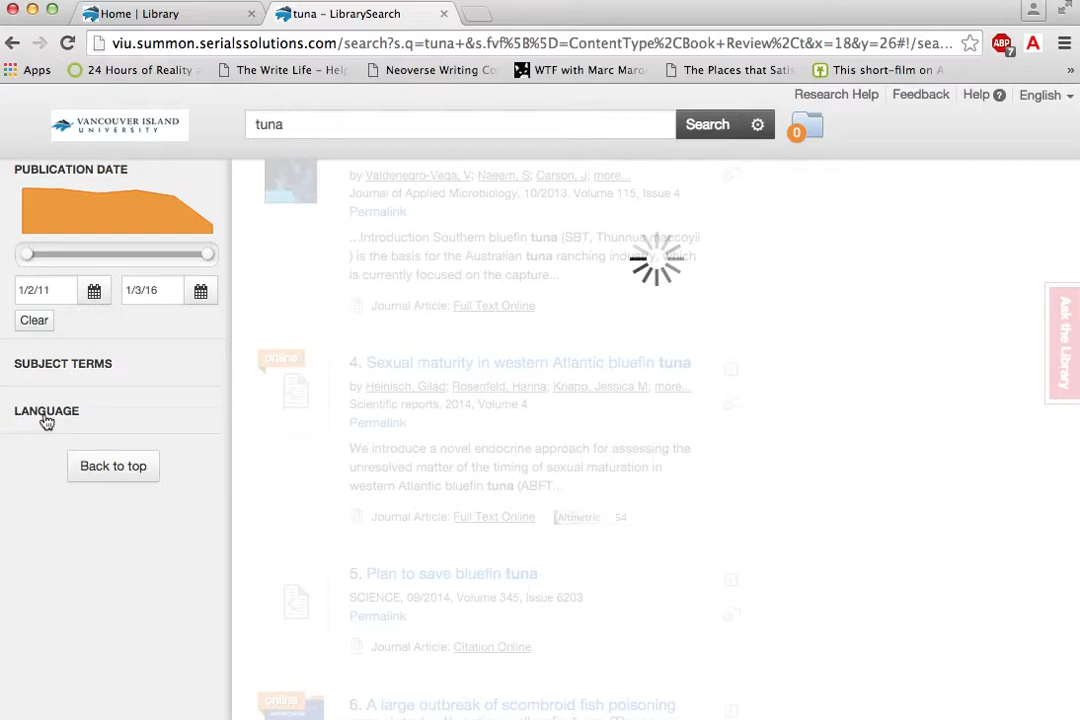 Home | Library
tuna – LibrarySearch
viu.summon.serialssolutions.com/search?s.q=tuna+&s.fvf%5B%5D=ContentType%2CBook+Review%2Ct&x=18&y=26#!/sea...
ABP
7
A
Apps
24 Hours of Reality
The Write Life – Help
Neoverse Writing Co
WTF with Marc Maro
The Places that Satis
This short-film on A
»
Research Help
Feedback
Help
English
VANCOUVER ISLAND
UNIVERSITY
tuna
Search
0
PUBLICATION DATE
1/2/11
1/3/16
Clear
SUBJECT TERMS
LANGUAGE
Back to top
by Valdenegro-Vega, V; Naeem, S; Carson, J; more...
Journal of Applied Microbiology, 10/2013, Volume 115, Issue 4
Permalink
...Introduction Southern bluefin tuna (SBT, Thunnus maccoyii
) is the basis for the Australian tuna ranching industry, which
is currently focused on the capture...
Journal Article: Full Text Online
online
4. Sexual maturity in western Atlantic bluefin tuna
by Heinisch, Gilad; Rosenfeld, Hanna; Knapp, Jessica M; more...
Scientific reports, 2014, Volume 4
Permalink
We introduce a novel endocrine approach for assessing the
unresolved matter of the timing of sexual maturation in
western Atlantic bluefin tuna (ABFT...
Journal Article: Full Text Online
Altmetric 54
5. Plan to save bluefin tuna
SCIENCE, 09/2014, Volume 345, Issue 6203
Permalink
Journal Article: Citation Online
online
6. A large outbreak of scombroid fish poisoning
Ask the Library